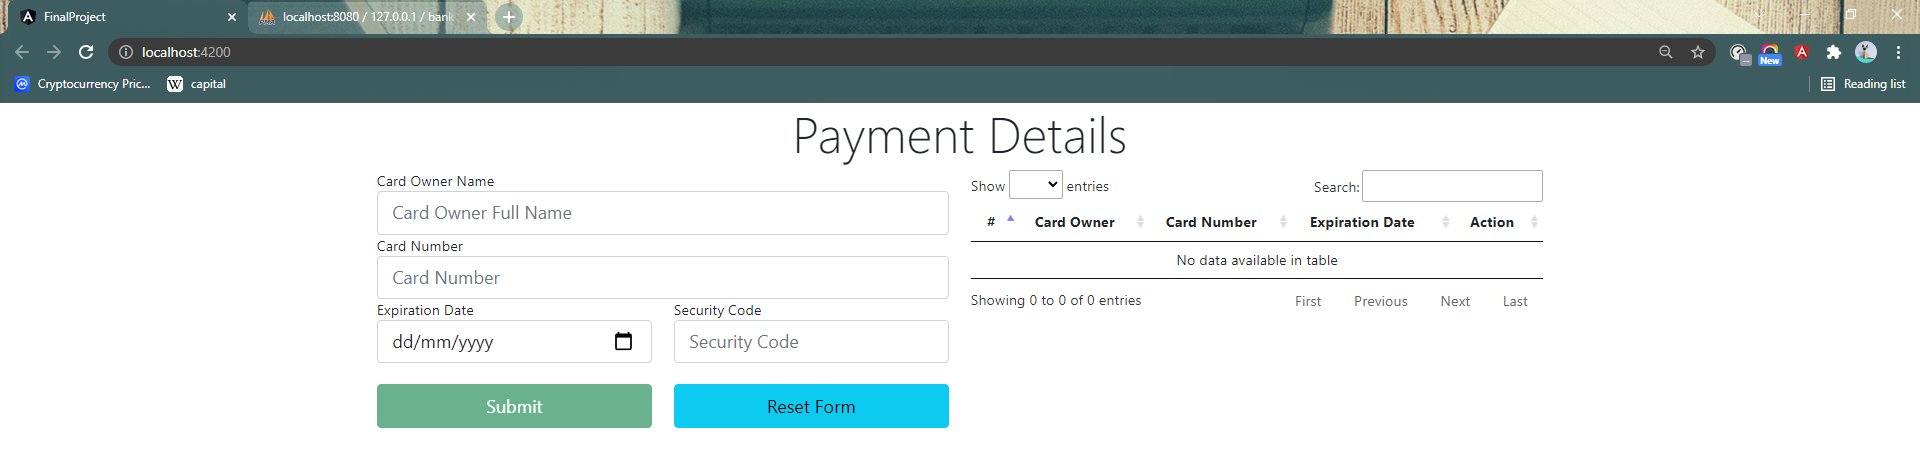 FinalProject
localhost:8080 / 127.0.0.1 / bank
localhost:4200
New
Cryptocurrency Pric...
capital
Reading list
Payment Details
Card Owner Name
Card Owner Full Name
Card Number
Card Number
Expiration Date Security Code
dd/mm/yyyy Security Code
Submit Reset Form
Show entries Search:
# Card Owner Card Number Expiration Date Action
No data available in table
Showing 0 to 0 of 0 entries First Previous Next Last